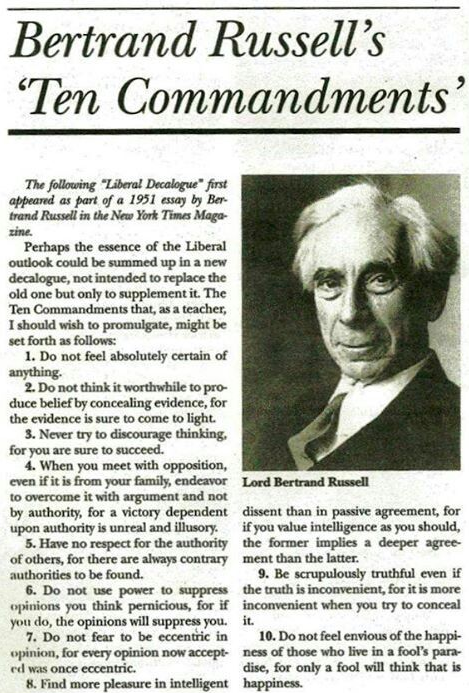 Bertrand Russell's
'Ten Commandments'
The following "Liberal Decalogue" first
appeared as part of a 1951 essay by Ber-
trand Russell in the New York Times Maga-
zine.
Perhaps the essence of the Liberal
outlook could be summed up in a new
decalogue, not intended to replace the
old one but only to supplement it. The
Ten Commandments that, as a teacher,
I should wish to promulgate, might be
set forth as follows:
1. Do not feel absolutely certain of
anything.
2. Do not think it worthwhile to pro-
duce belief by concealing evidence, for
the evidence is sure to come to light.
3. Never try to discourage thinking,
for you are sure to succeed.
4. When you meet with opposition,
even if it is from your family, endeavor
to overcome it with argument and not
by authority, for a victory dependent
upon authority is unreal and illusory.
5. Have no respect for the authority
of others, for there are always contrary
authorities to be found.
6. Do not use power to suppress
opinions you think pernicious, for if
you do, the opinions will suppress you.
7. Do not fear to be eccentric in
opinion, for every opinion now accept-
ed was once eccentric.
8. Find more pleasure in intelligent
Lord Bertrand Russell
dissent than in passive agreement, for
if you value intelligence as you should,
the former implies a deeper agree-
ment than the latter.
9. Be scrupulously truthful even if
the truth is inconvenient, for it is more
inconvenient when you try to conceal
it.
10. Do not feel envious of the happi-
ness of those who live in a fool's para-
dise, for only a fool will think that is
happiness.